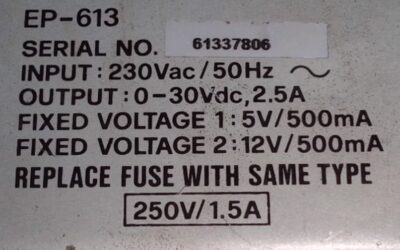 EP-613
SERIAL NO. 61337806
INPUT: 230Vac/50Hz ~
OUTPUT: 0-30Vdc, 2.5A
FIXED VOLTAGE 1: 5V/500mA
FIXED VOLTAGE 2: 12V/500mA
REPLACE FUSE WITH SAME TYPE
250V/1.5A